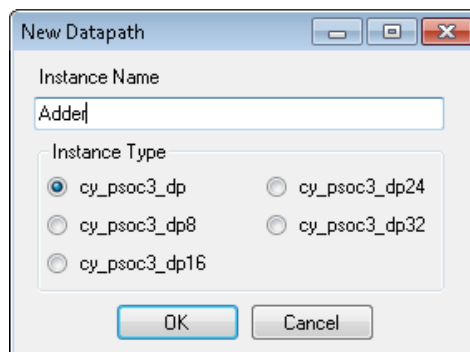 New Datapath
Instance Name
Adder
Instance Type
cy_psoc3_dp
cy_psoc3_dp24
cy_psoc3_dp8
cy_psoc3_dp32
cy_psoc3_dp16
OK
Cancel